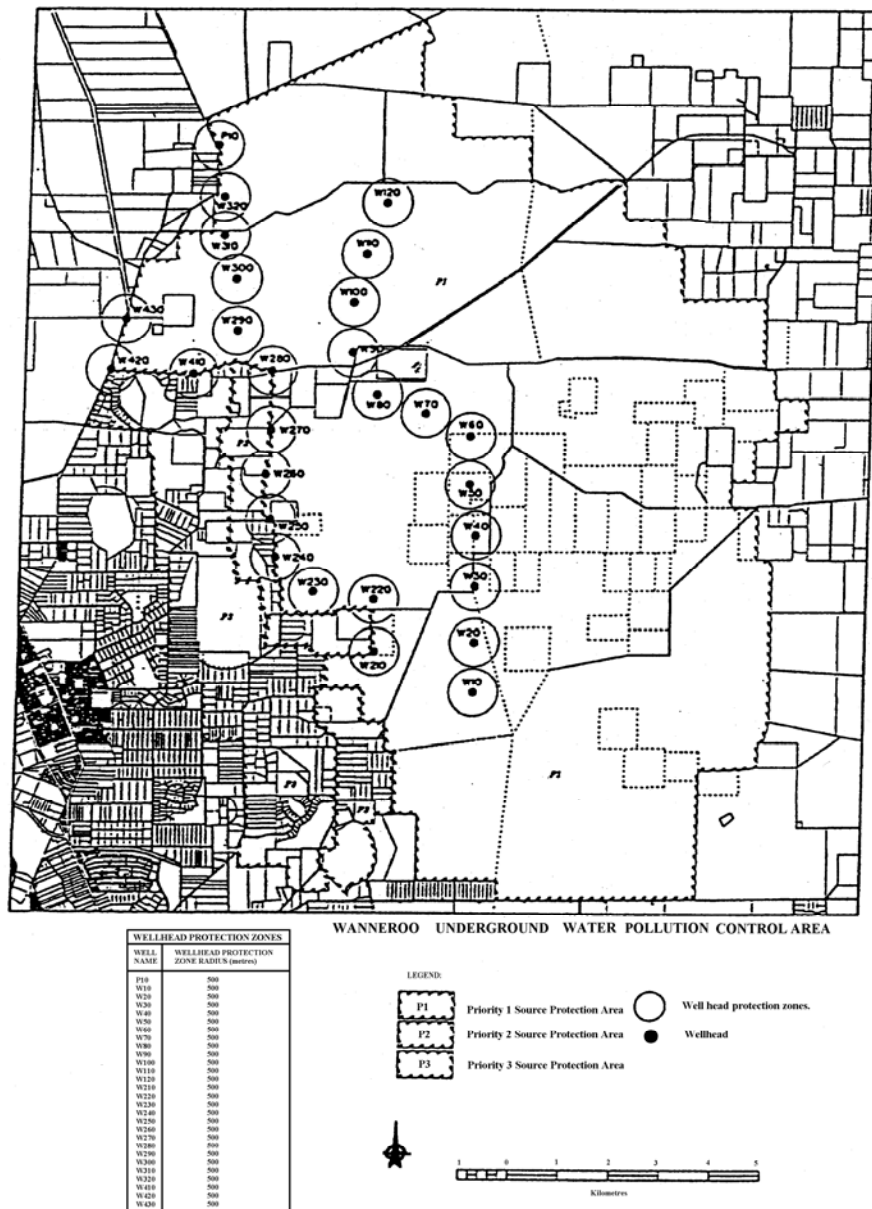 P10
W320
W310
W120
W110
W300
P1
W100
W430
W290
W90
W420
W410
W280
W80
W70
W270
W60
W260
W50
W250
W40
W240
W230
W220
W30
P3
W210
W20
W10
P2
P3
WANNEROO UNDERGROUND WATER POLLUTION CONTROL AREA
WELLHEAD PROTECTION ZONES
WELL NAME WELLHEAD PROTECTION ZONE RADIUS (metres)
P10 500
W10 500
W20 500
W30 500
W40 500
W50 500
W60 500
W70 500
W80 500
W90 500
W100 500
W110 500
W120 500
W210 500
W220 500
W230 500
W240 500
W250 500
W260 500
W270 500
W280 500
W290 500
W300 500
W310 500
W320 500
W410 500
W420 500
W430 500
LEGEND:
P1 Priority 1 Source Protection Area Well head protection zones.
P2 Priority 2 Source Protection Area Wellhead
P3 Priority 3 Source Protection Area
1 0 1 2 3 4 5
Kilometres